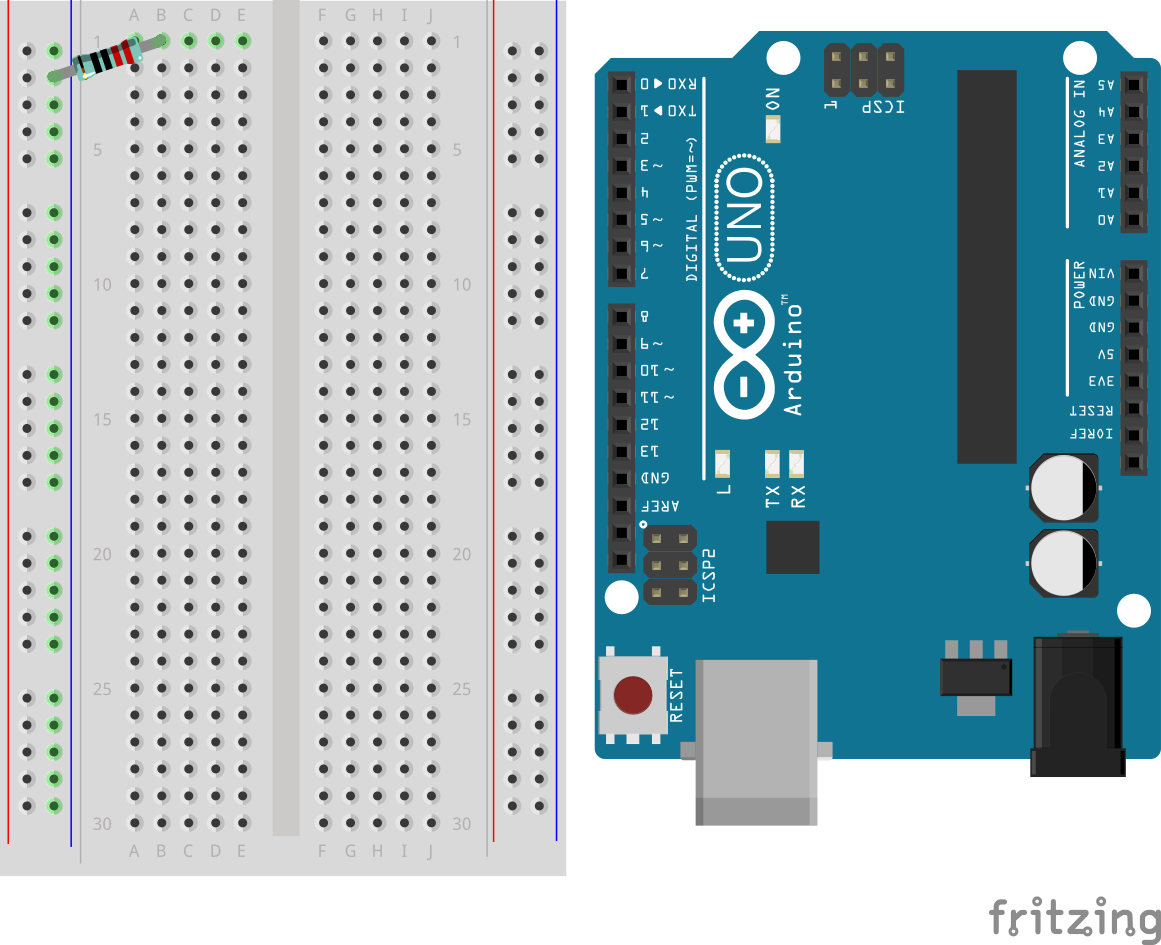 A B C D E F G H I J
1 1
5 5
10 10
15 15
20 20
25 25
30 30
A B C D E F G H I J
0 ◀ RXD
1 ▶ TXD
2
3 ~
4
5 ~
6 ~
7
8
9 ~
10 ~
11 ~
12
13
GND
AREF
DIGITAL (PWM=~)
ON
1 ICSP
UNO
Arduino™
L
TX
RX
ICSP2
RESET
ANALOG IN
A5
A4
A3
A2
A1
A0
POWER
VIN
GND
GND
5V
3V3
RESET
IOREF
fritzing